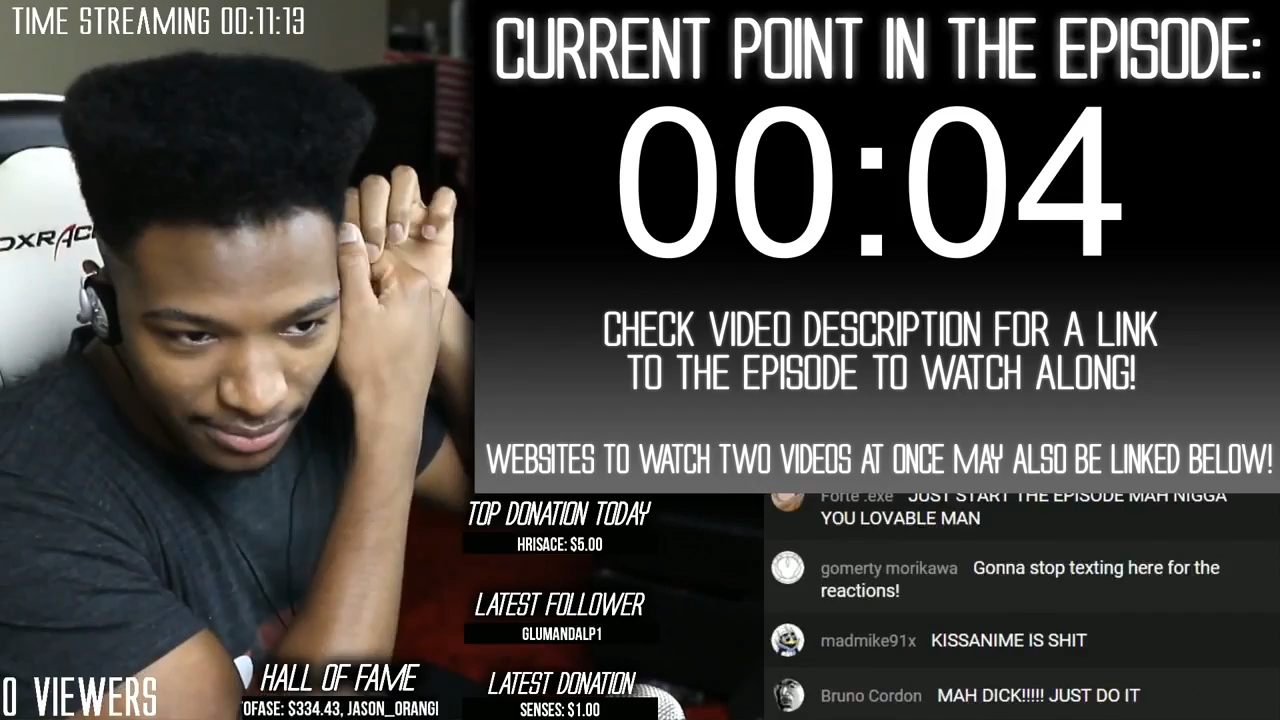 TIME STREAMING 00:11:13
CURRENT POINT IN THE EPISODE:
00:04
CHECK VIDEO DESCRIPTION FOR A LINK
TO THE EPISODE TO WATCH ALONG!
WEBSITES TO WATCH TWO VIDEOS AT ONCE MAY ALSO BE LINKED BELOW!
DXRAC
TOP DONATION TODAY
HRISACE: $5.00
LATEST FOLLOWER
GLUMANDALP1
LATEST DONATION
SENSES: $1.00
HALL OF FAME
OFASE: $334.43, JASON_ORANGI
0 VIEWERS
Forte .exe JUST START THE EPISODE MAH NIGGA
YOU LOVABLE MAN
gomerty morikawa Gonna stop texting here for the
reactions!
madmike91x KISSANIME IS SHIT
Bruno Cordon MAH DICK!!!!! JUST DO IT